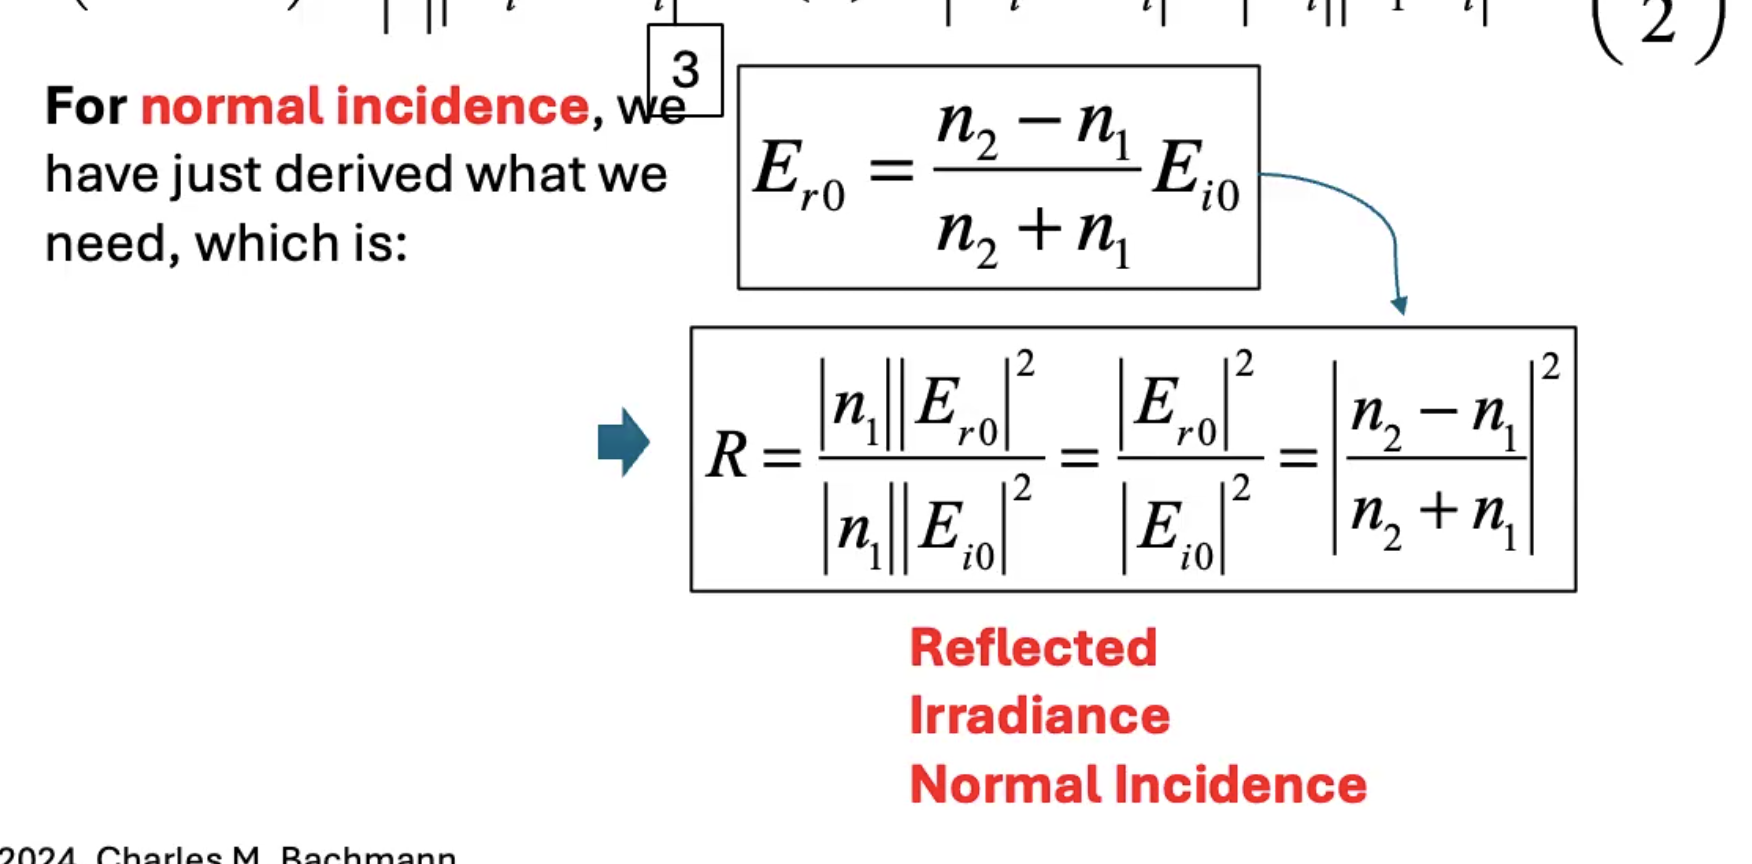 2
3
For normal incidence, we
have just derived what we
need, which is:
E_{r0} = \frac{n_2 - n_1}{n_2 + n_1} E_{i0}
R = \frac{|n_1||E_{r0}|^2}{|n_1||E_{i0}|^2} = \frac{|E_{r0}|^2}{|E_{i0}|^2} = \left|\frac{n_2 - n_1}{n_2 + n_1}\right|^2
Reflected
Irradiance
Normal Incidence
2024, Charles M. Bachmann